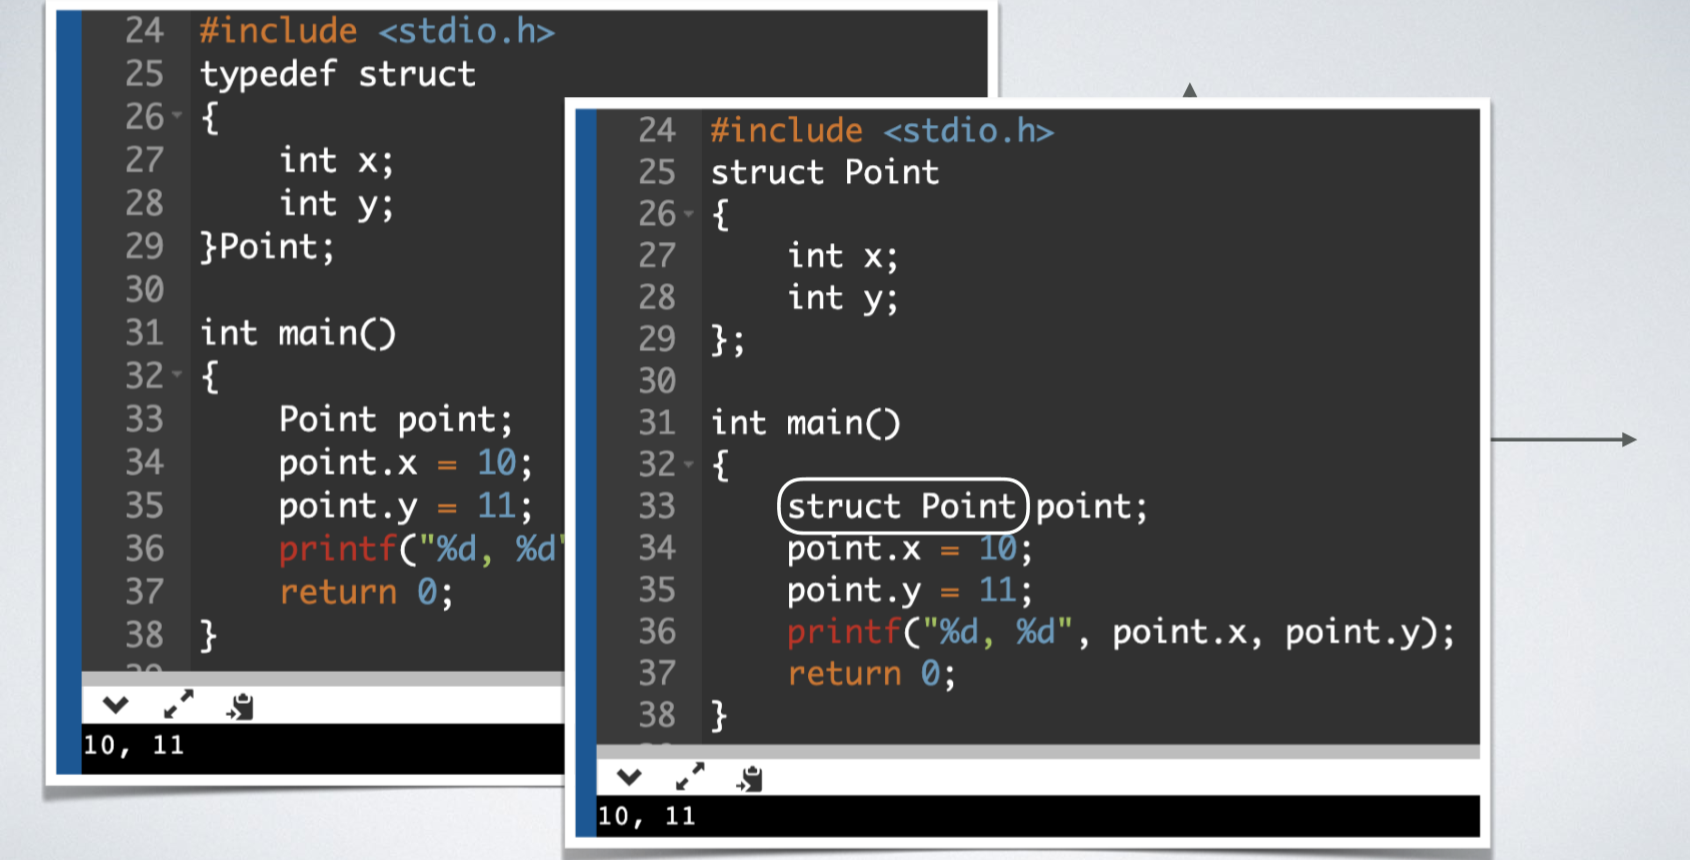 24 #include <stdio.h>
25 typedef struct
26 {
27     int x;
28     int y;
29 }Point;
30
31 int main()
32 {
33     Point point;
34     point.x = 10;
35     point.y = 11;
36     printf("%d, %d"
37     return 0;
38 }
10, 11
24 #include <stdio.h>
25 struct Point
26 {
27     int x;
28     int y;
29 };
30
31 int main()
32 {
33     struct Point point;
34     point.x = 10;
35     point.y = 11;
36     printf("%d, %d", point.x, point.y);
37     return 0;
38 }
10, 11